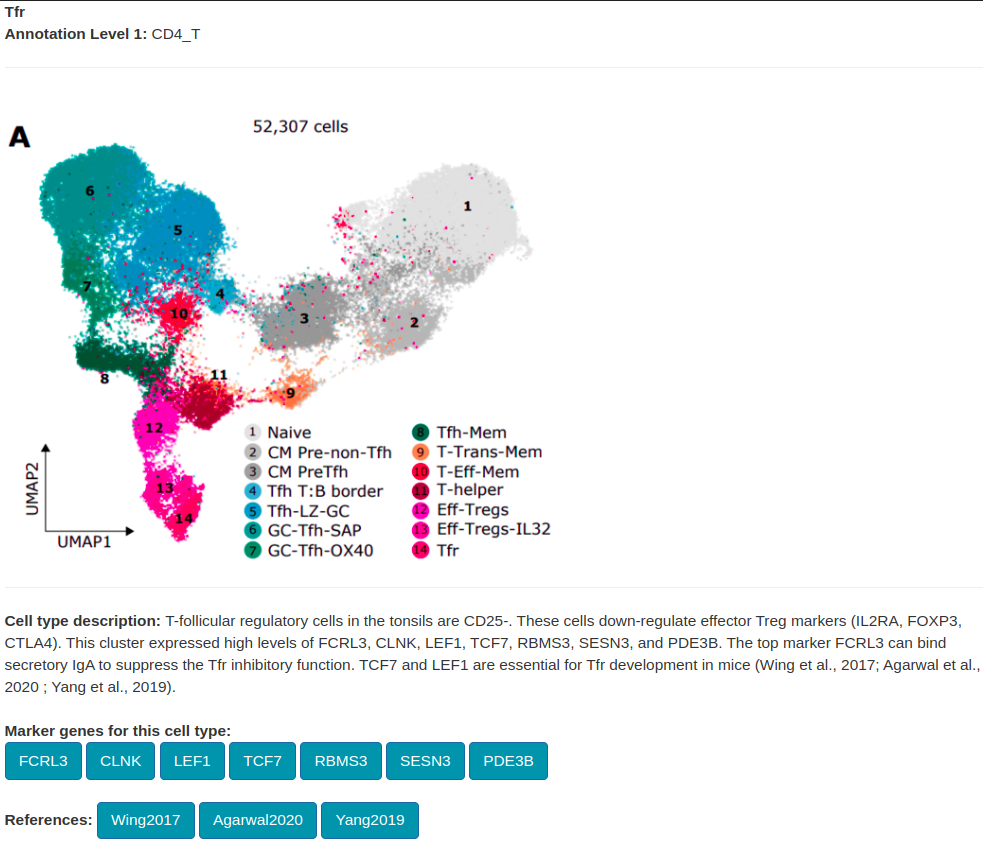 Tfr
Annotation Level 1: CD4_T
A
52,307 cells
6
1
5
7
4
10
3
2
8
11
9
12
13
14
UMAP2
UMAP1
1 Naive
2 CM Pre-non-Tfh
3 CM PreTfh
4 Tfh T:B border
5 Tfh-LZ-GC
6 GC-Tfh-SAP
7 GC-Tfh-OX40
8 Tfh-Mem
9 T-Trans-Mem
10 T-Eff-Mem
11 T-helper
12 Eff-Tregs
13 Eff-Tregs-IL32
14 Tfr
Cell type description: T-follicular regulatory cells in the tonsils are CD25-. These cells down-regulate effector Treg markers (IL2RA, FOXP3,
CTLA4). This cluster expressed high levels of FCRL3, CLNK, LEF1, TCF7, RBMS3, SESN3, and PDE3B. The top marker FCRL3 can bind
secretory IgA to suppress the Tfr inhibitory function. TCF7 and LEF1 are essential for Tfr development in mice (Wing et al., 2017; Agarwal et al.,
2020 ; Yang et al., 2019).
Marker genes for this cell type:
FCRL3 CLNK LEF1 TCF7 RBMS3 SESN3 PDE3B
References: Wing2017 Agarwal2020 Yang2019